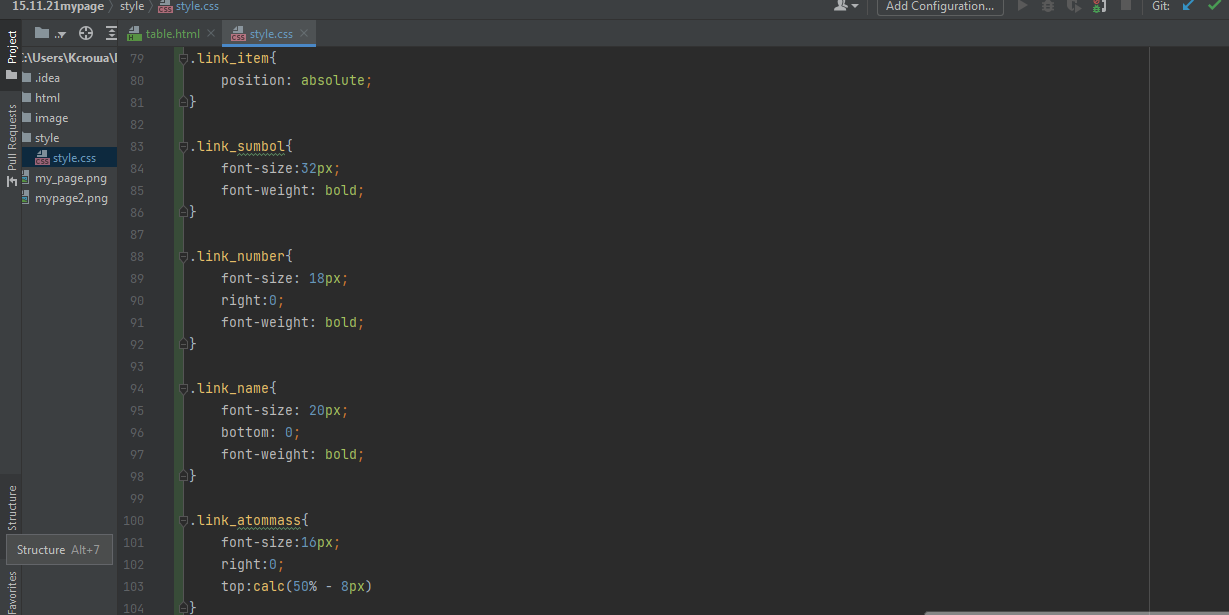 15.11.21mypage style style.css
Add Configuration...
Git:
Project
..
table.html
style.css
:\Users\Ксюша\
.idea
html
image
style
style.css
my_page.png
mypage2.png
Pull Requests
Structure
Structure Alt+7
Favorites
79 .link_item{
80 position: absolute;
81 }
82
83 .link_sumbol{
84 font-size:32px;
85 font-weight: bold;
86 }
87
88 .link_number{
89 font-size: 18px;
90 right:0;
91 font-weight: bold;
92 }
93
94 .link_name{
95 font-size: 20px;
96 bottom: 0;
97 font-weight: bold;
98 }
99
100 .link_atommass{
101 font-size:16px;
102 right:0;
103 top:calc(50% - 8px)
104 }